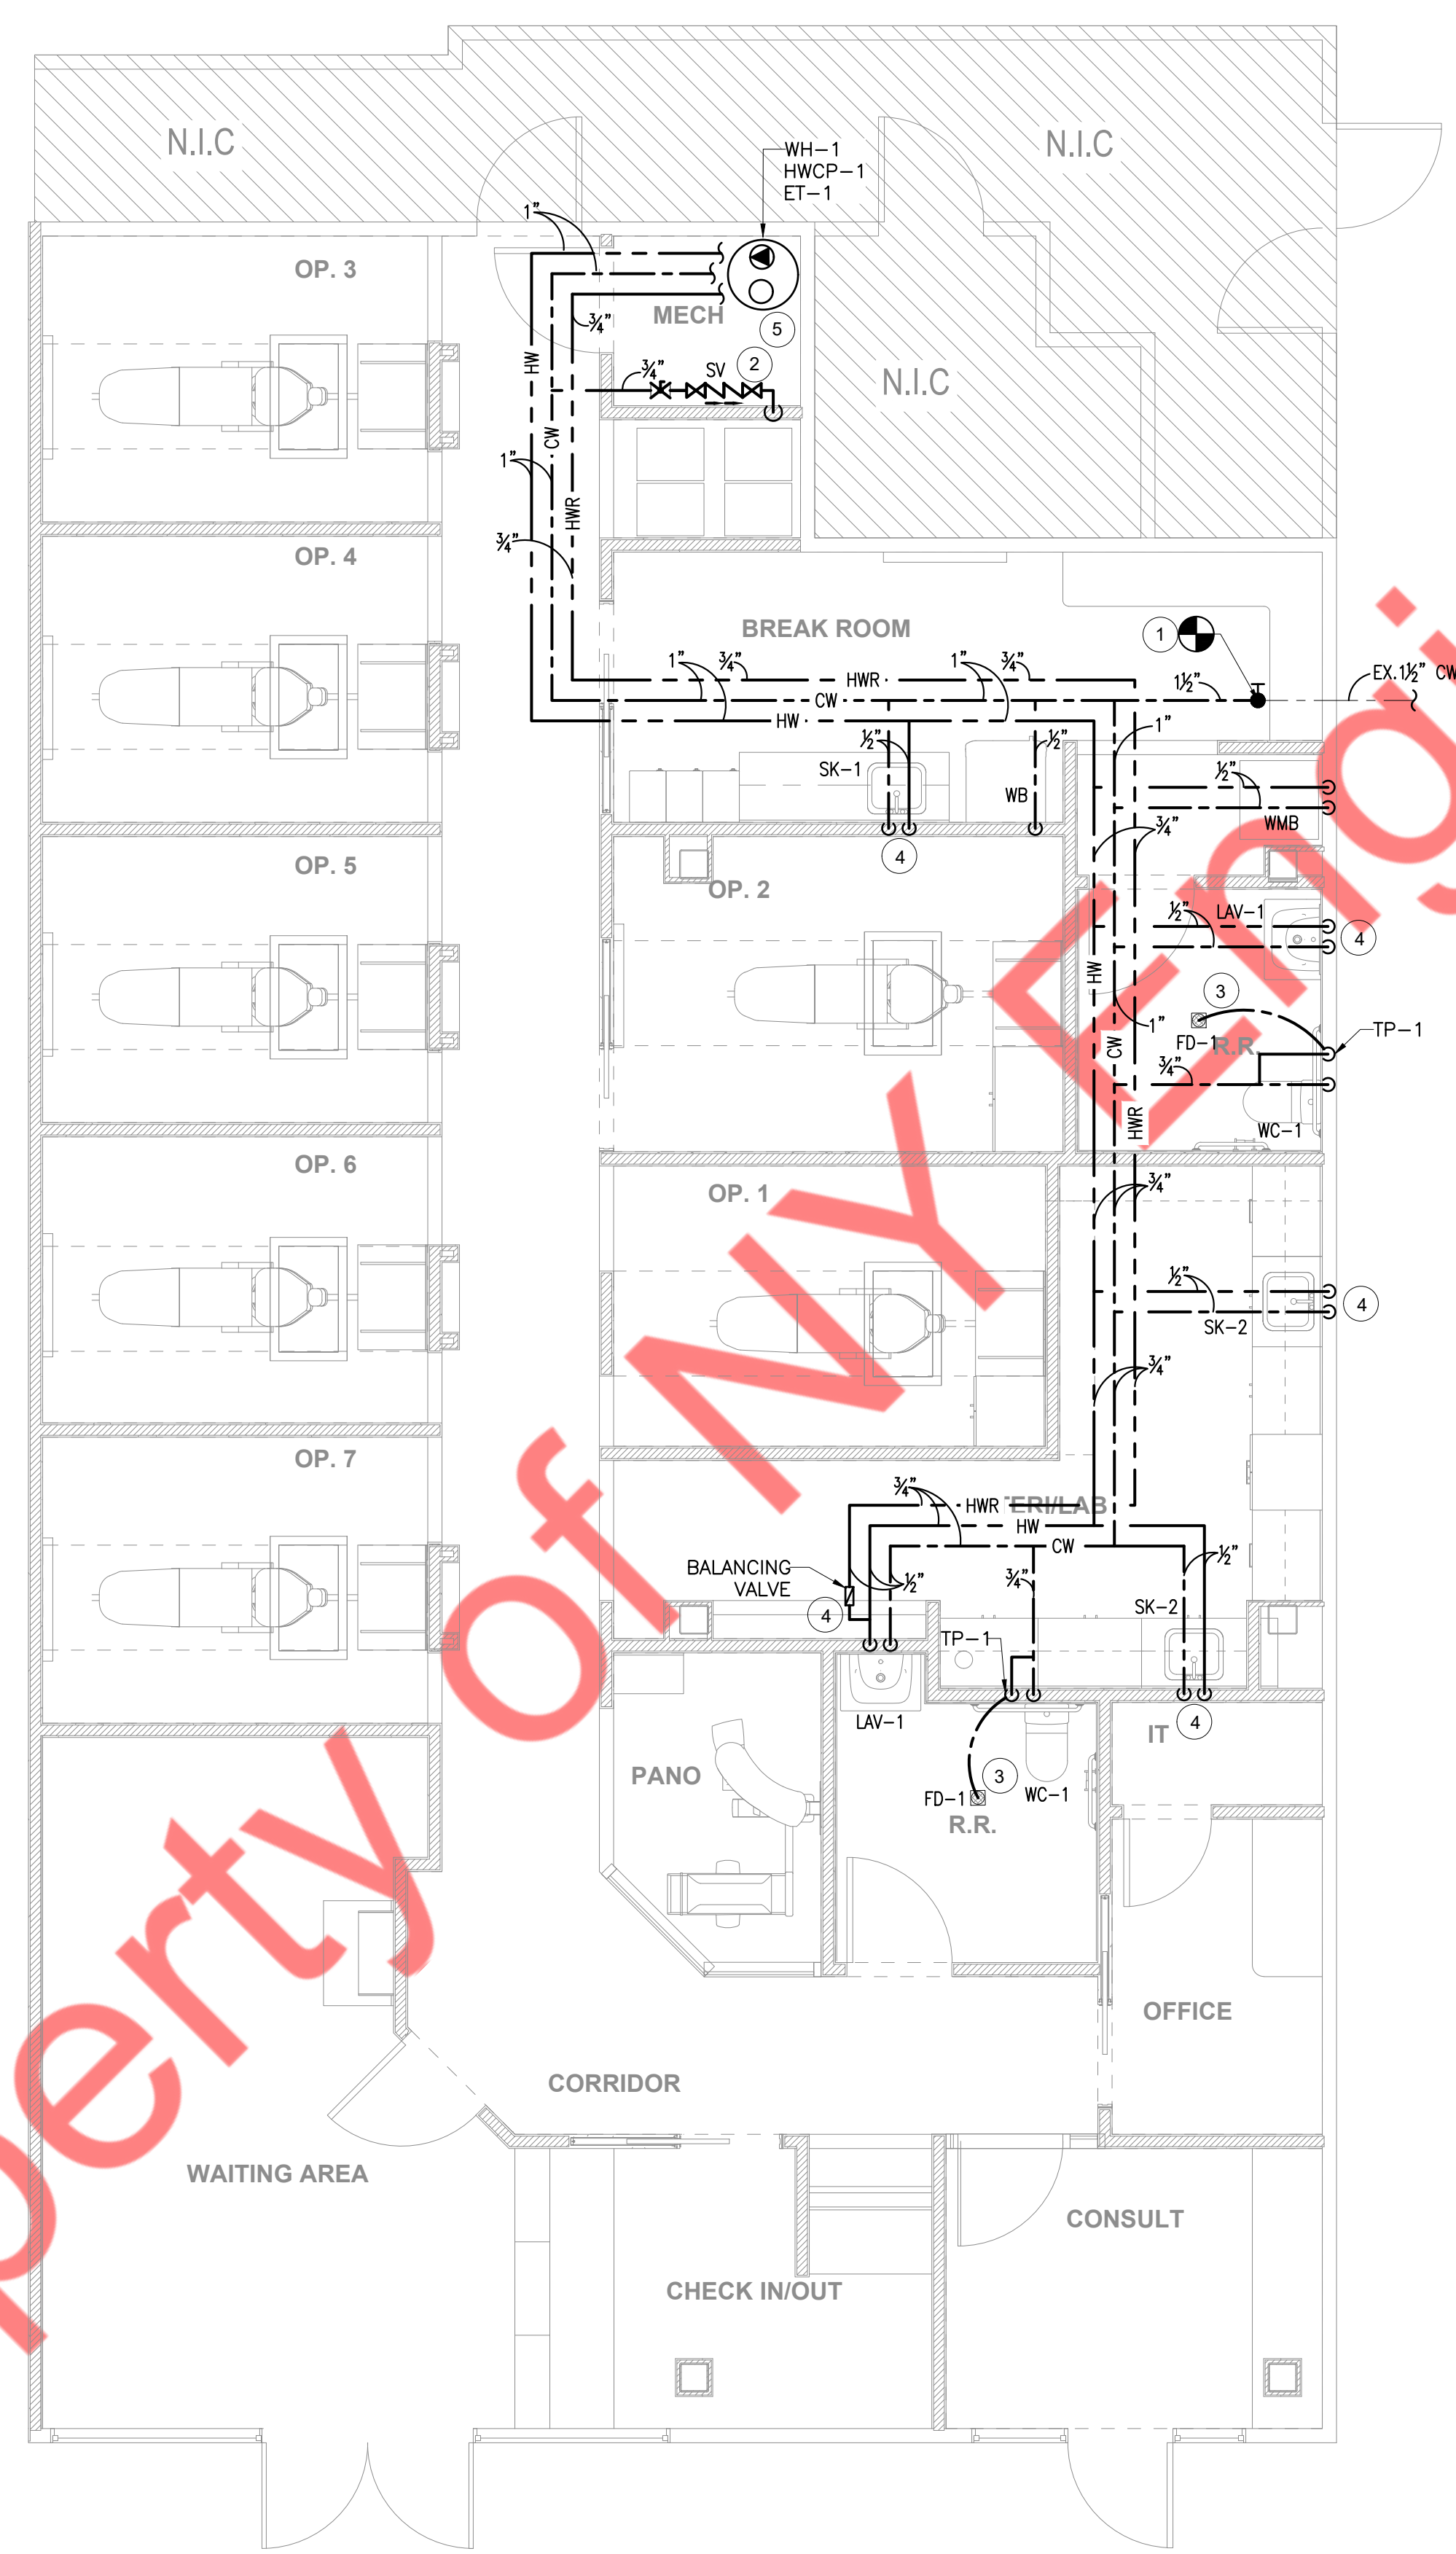 N.I.C
N.I.C
N.I.C
WH-1
HWCP-1
ET-1
1"
OP. 3
MECH
5
3/4"
HW
3/4"
SV
2
CW
1"
HWR
3/4"
OP. 4
BREAK ROOM
1
1"
3/4"
HWR
1"
3/4"
1½"
EX. 1½" CW
CW
HW
1"
½"
½"
SK-1
WB
½"
WMB
3/4"
4
OP. 5
OP. 2
½"
LAV-1
4
HW
3
1"
FD-1
R.R.
TP-1
CW
3/4"
HWR
WC-1
OP. 6
OP. 1
3/4"
½"
4
SK-2
3/4"
OP. 7
3/4"
HWR
TERI/LAB
HW
CW
BALANCING
VALVE
½"
3/4"
½"
4
SK-2
TP-1
LAV-1
4
IT
PANO
3
FD-1
WC-1
R.R.
OFFICE
CORRIDOR
WAITING AREA
CONSULT
CHECK IN/OUT
perty of NY Engi